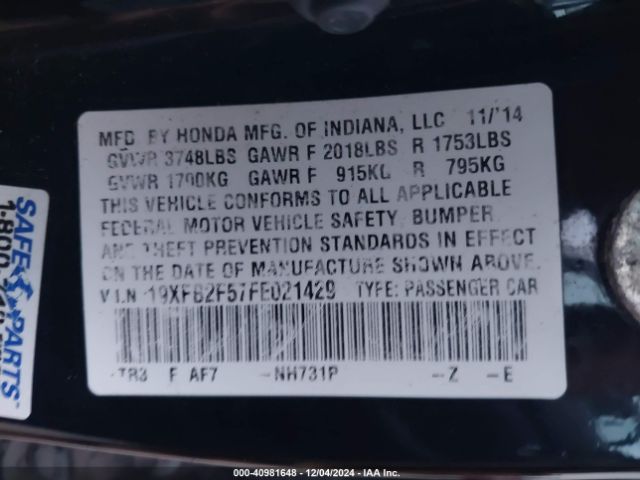 MFD. BY HONDA MFG. OF INDIANA, LLC 11/'14
GVWR 3748LBS GAWR F 2018LBS R 1753LBS
GVWR 1700KG GAWR F 915KG R 795KG
THIS VEHICLE CONFORMS TO ALL APPLICABLE
FEDERAL MOTOR VEHICLE SAFETY, BUMPER,
AND THEFT PREVENTION STANDARDS IN EFFECT
ON THE DATE OF MANUFACTURE SHOWN ABOVE.
V.I.N. 19XFB2F57FE021429 TYPE: PASSENGER CAR
-TR3 F AF7 -NH731P -Z -E
SAFE PARTS
1-800-
** 40981648 - 12/04/2024 - IAA Inc. **